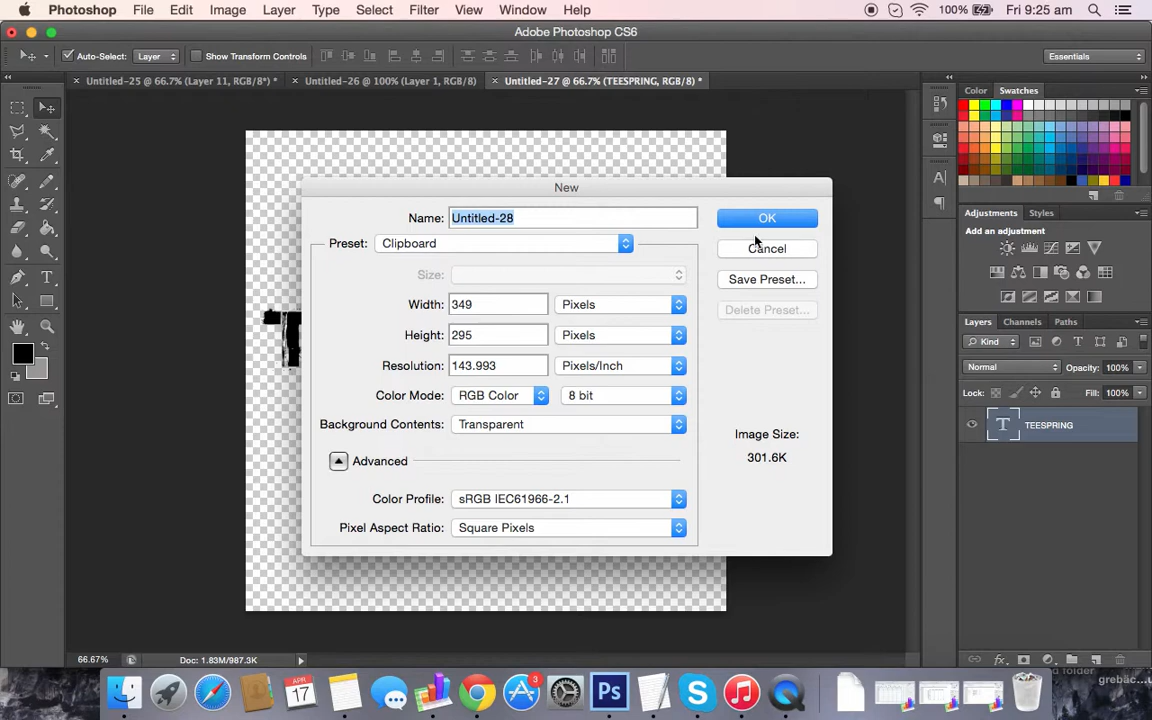 Photoshop File Edit Image Layer Type Select Filter View Window Help 100% Fri 9:25 am
Adobe Photoshop CS6
Auto-Select: Layer Show Transform Controls Essentials
Untitled-25 @ 66.7% (Layer 11, RGB/8) * Untitled-26 @ 100% (Layer 1, RGB/8) Untitled-27 @ 66.7% (TEESPRING, RGB/8) *
Color Swatches
New
Name: Untitled-28 OK
Preset: Clipboard Cancel
Size: Save Preset...
Width: 349 Pixels Delete Preset...
Height: 295 Pixels
Resolution: 143.993 Pixels/Inch
Color Mode: RGB Color 8 bit
Background Contents: Transparent
Image Size:
301.6K
Advanced
Color Profile: sRGB IEC61966-2.1
Pixel Aspect Ratio: Square Pixels
Adjustments Styles
Add an adjustment
Layers Channels Paths
Kind
Normal Opacity: 100%
Lock: Fill: 100%
T TEESPRING
66.67% Doc: 1.83M/987.3K
fx
APR
17
3
Ps
folder